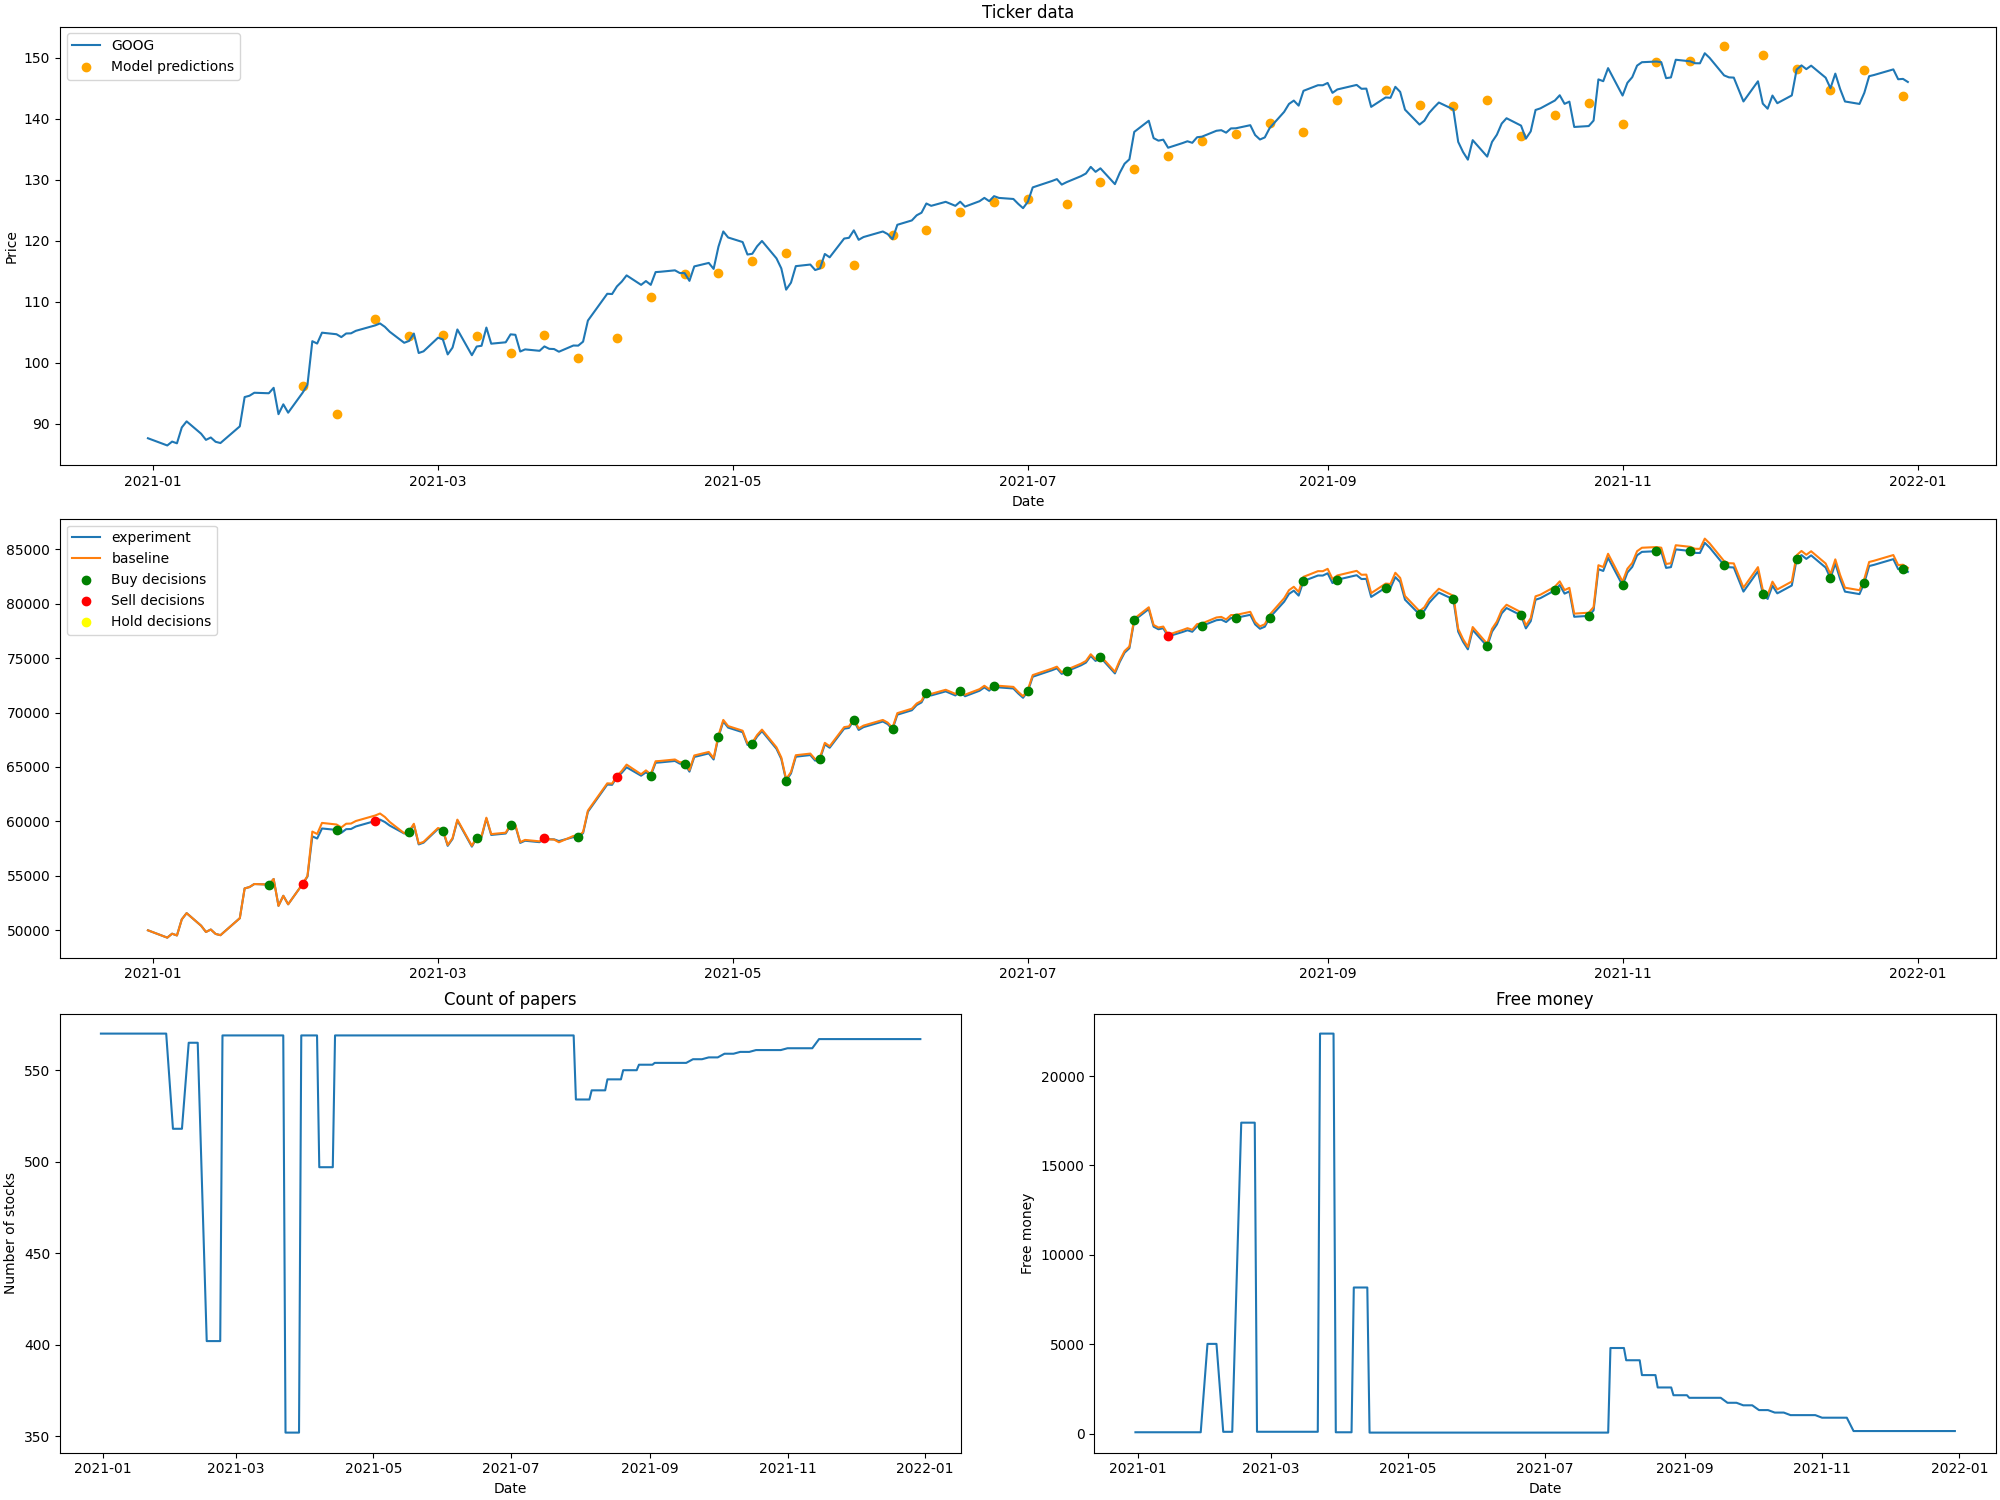 Ticker data
GOOG
Model predictions
150
140
130
120
110
100
90
Price
2021-01 2021-03 2021-05 2021-07 2021-09 2021-11 2022-01
Date
experiment
baseline
Buy decisions
Sell decisions
Hold decisions
85000
80000
75000
70000
65000
60000
55000
50000
2021-01 2021-03 2021-05 2021-07 2021-09 2021-11 2022-01
Count of papers
550
500
450
400
350
Number of stocks
2021-01 2021-03 2021-05 2021-07 2021-09 2021-11 2022-01
Date
Free money
20000
15000
10000
5000
0
Free money
2021-01 2021-03 2021-05 2021-07 2021-09 2021-11 2022-01
Date